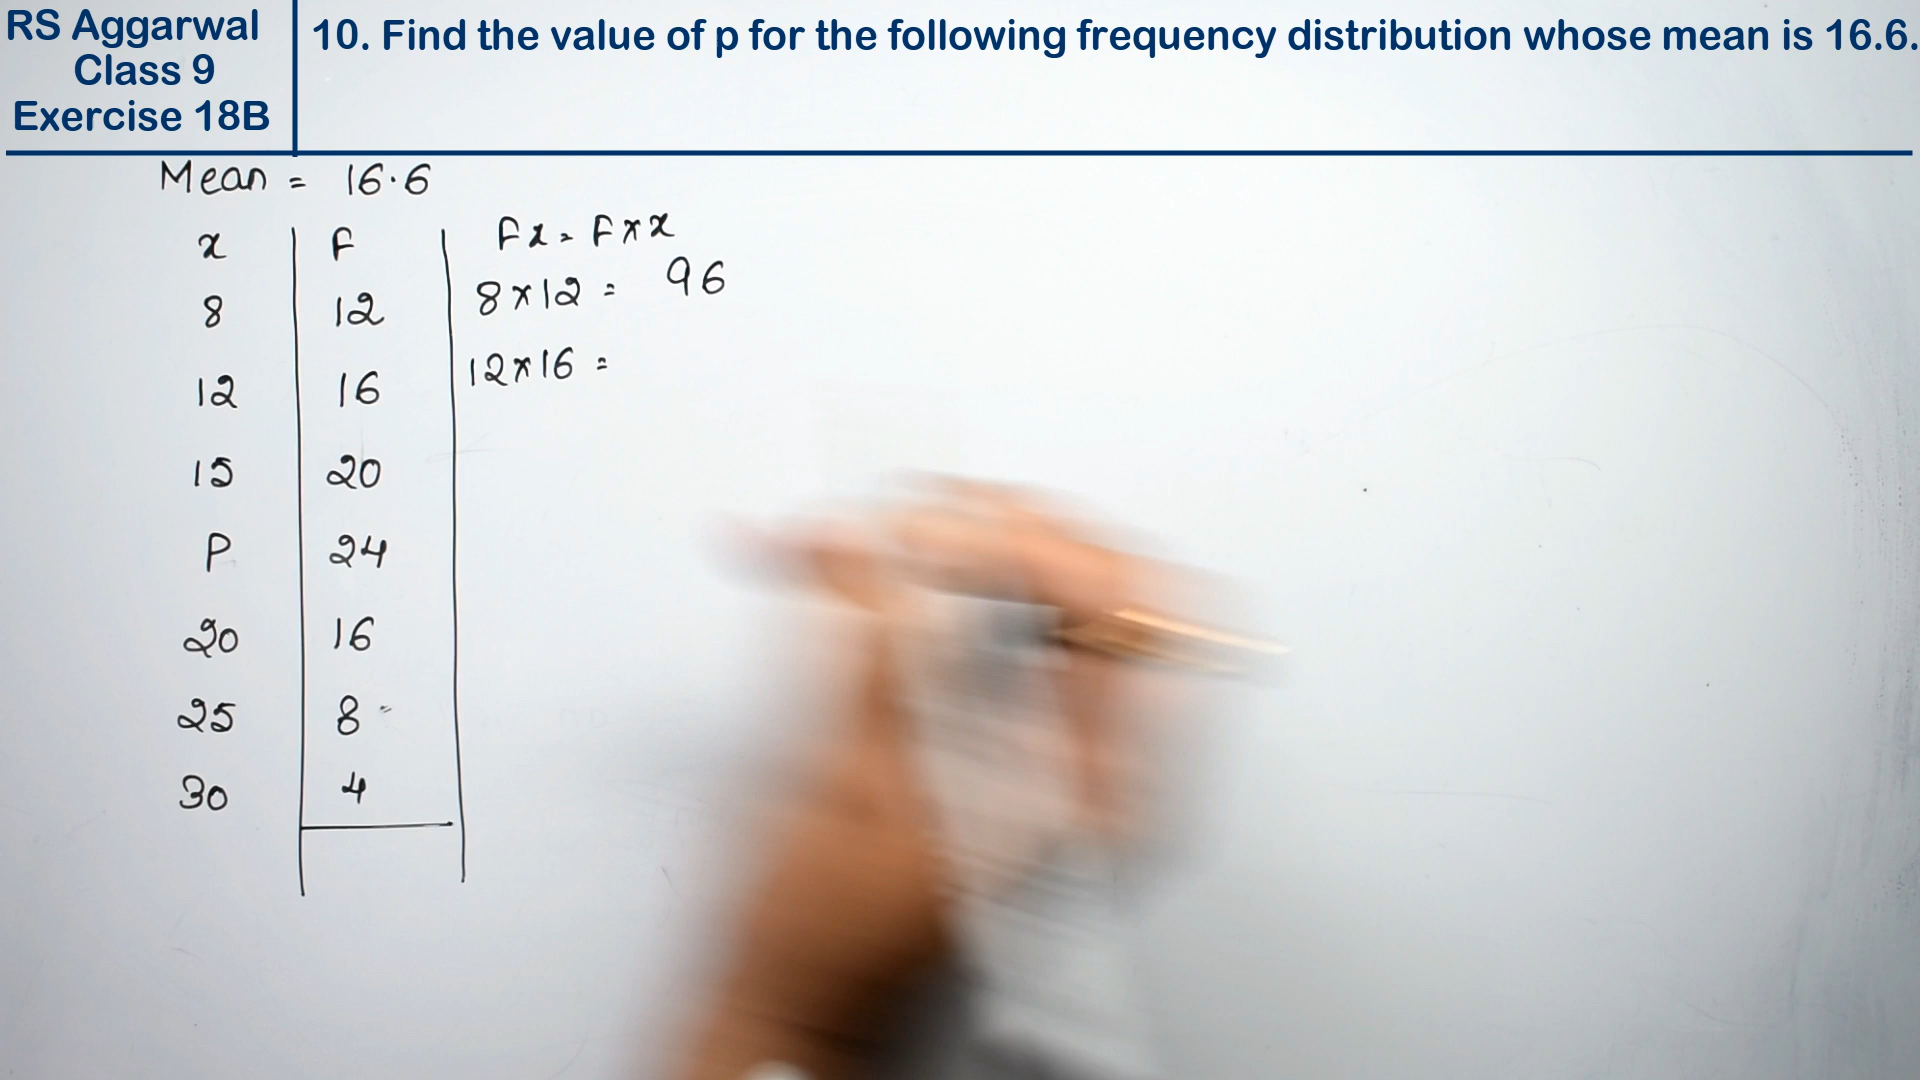 RS Aggarwal
Class 9
Exercise 18B
10. Find the value of p for the following frequency distribution whose mean is 16.6.
Mean = 16.6
x F Fx = F×x
8 12 8×12 = 96
12 16 12×16 =
15 20
P 24
20 16
25 8
30 4